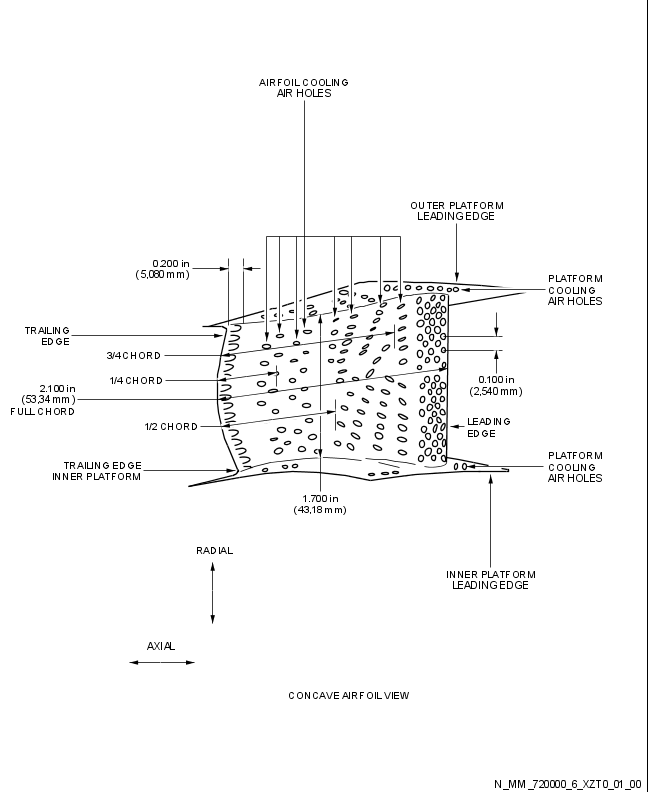 AIRFOIL COOLING
AIR HOLES
OUTER PLATFORM
LEADING EDGE
0.200 in
(5,080 mm)
PLATFORM
COOLING
AIR HOLES
TRAILING
EDGE
3/4 CHORD
1/4 CHORD
0.100 in
(2,540 mm)
2.100 in
(53,34 mm)
FULL CHORD
1/2 CHORD
LEADING
EDGE
TRAILING EDGE
INNER PLATFORM
PLATFORM
COOLING
AIR HOLES
1.700 in
(43,18 mm)
RADIAL
INNER PLATFORM
LEADING EDGE
AXIAL
CONCAVE AIRFOIL VIEW
N_MM_720000_6_XZT0_01_00